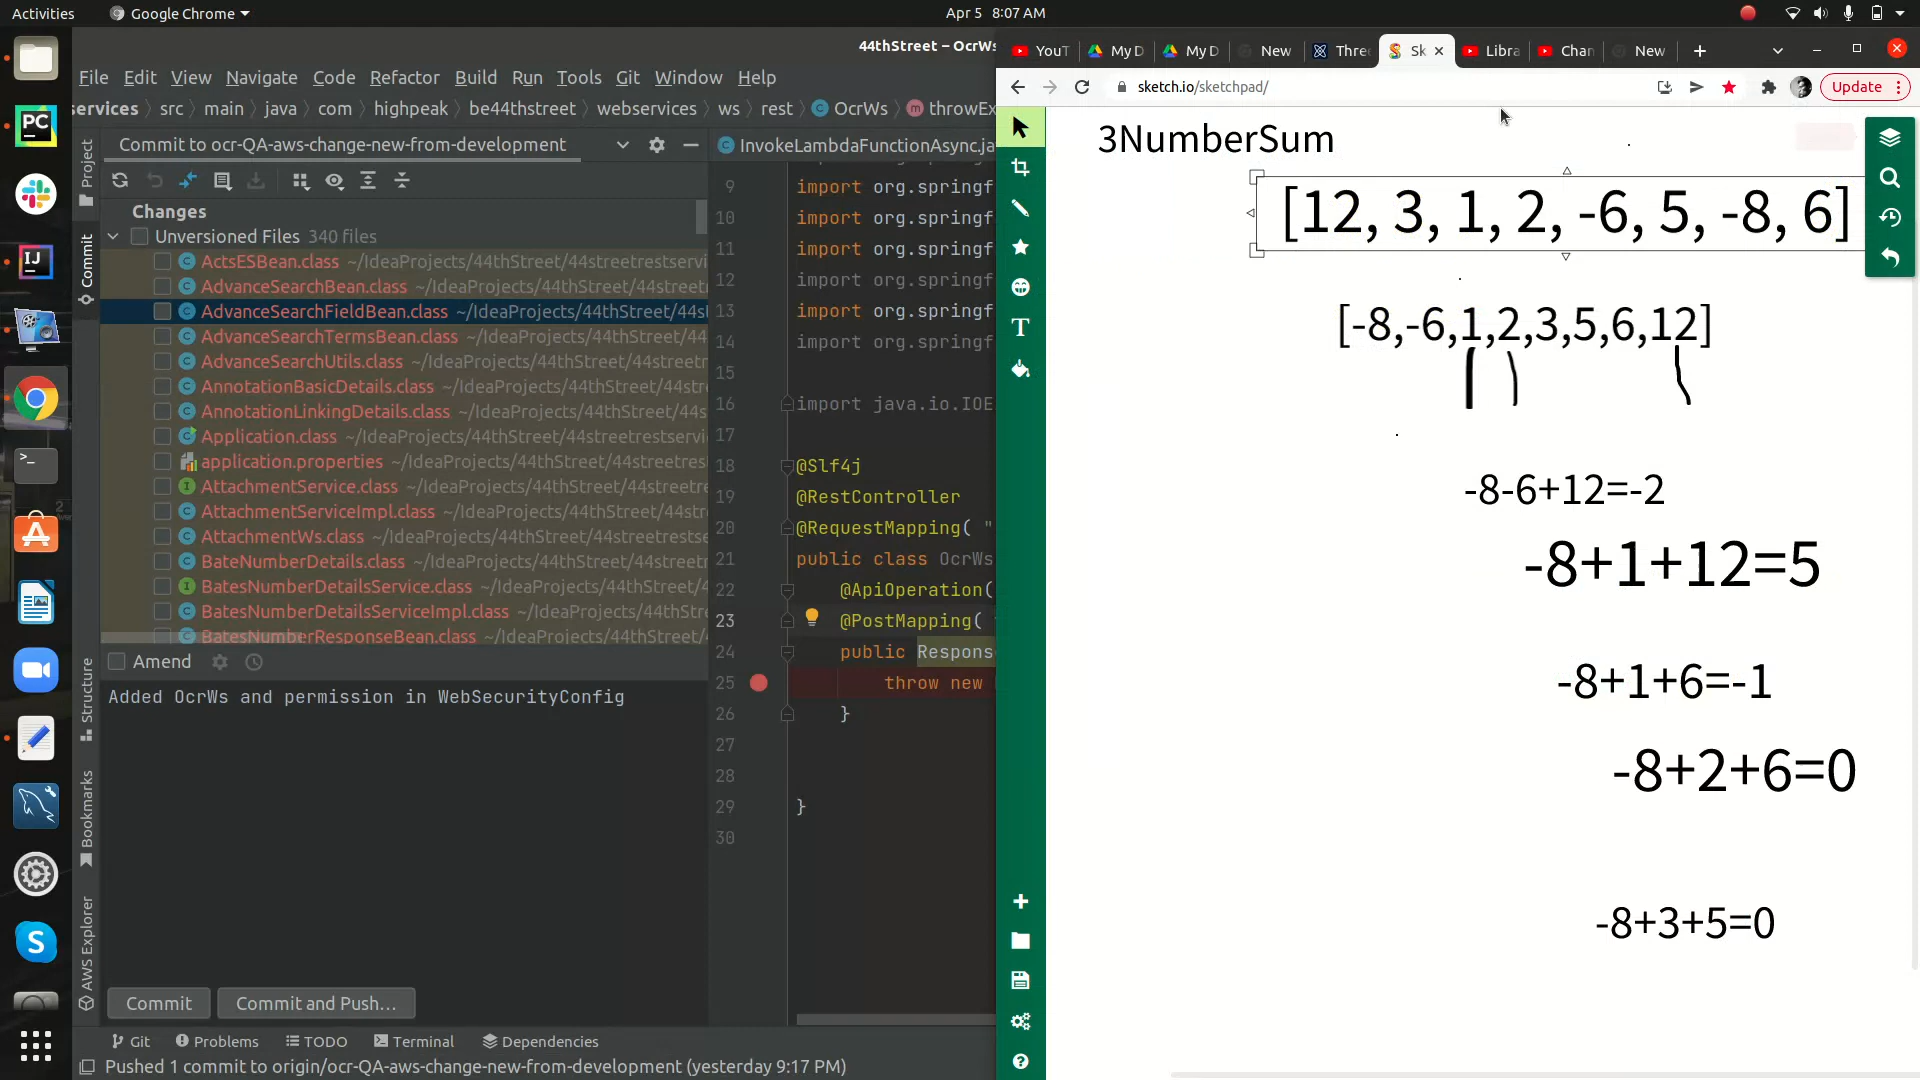 Activities
Google Chrome
Apr 5 8:07 AM
44thStreet – OcrWs
File Edit View Navigate Code Refactor Build Run Tools Git Window Help
services src main java com highpeak be44thstreet webservices ws rest OcrWs throwEx
Commit to ocr-QA-aws-change-new-from-development
InvokeLambdaFunctionAsync.ja
Project
Commit
Structure
Bookmarks
AWS Explorer
Changes
Unversioned Files 340 files
ActsESBean.class ~/IdeaProjects/44thStreet/44streetrestservi
AdvanceSearchBean.class ~/IdeaProjects/44thStreet/44street
AdvanceSearchFieldBean.class ~/IdeaProjects/44thStreet/44st
AdvanceSearchTermsBean.class ~/IdeaProjects/44thStreet/44s
AdvanceSearchUtils.class ~/IdeaProjects/44thStreet/44streetr
AnnotationBasicDetails.class ~/IdeaProjects/44thStreet/44stre
AnnotationLinkingDetails.class ~/IdeaProjects/44thStreet/44str
Application.class ~/IdeaProjects/44thStreet/44streetrestservi
application.properties ~/IdeaProjects/44thStreet/44streetrests
AttachmentService.class ~/IdeaProjects/44thStreet/44streetre
AttachmentServiceImpl.class ~/IdeaProjects/44thStreet/44stre
AttachmentWs.class ~/IdeaProjects/44thStreet/44streetrestse
BateNumberDetails.class ~/IdeaProjects/44thStreet/44streetr
BatesNumberDetailsService.class ~/IdeaProjects/44thStreet/4
BatesNumberDetailsServiceImpl.class ~/IdeaProjects/44thStre
BatesNumberResponseBean.class ~/IdeaProjects/44thStreet/4
Amend
Added OcrWs and permission in WebSecurityConfig
Commit
Commit and Push...
9 import org.springf
10 import org.springf
11 import org.springf
12 import org.springf
13 import org.springf
14 import org.springf
15
16 import java.io.IOE
17
18 @Slf4j
19 @RestController
20 @RequestMapping( "
21 public class OcrWs
22 @ApiOperation(
23 @PostMapping( "
24 public Respons
25 throw new
26 }
27
28
29 }
30
Git Problems TODO Terminal Dependencies
Pushed 1 commit to origin/ocr-QA-aws-change-new-from-development (yesterday 9:17 PM)
YouT My D My D New Thre Sk Libra Chan New
sketch.io/sketchpad/
Update
3NumberSum
[12, 3, 1, 2, -6, 5, -8, 6]
[-8,-6,1,2,3,5,6,12]
-8-6+12=-2
-8+1+12=5
-8+1+6=-1
-8+2+6=0
-8+3+5=0